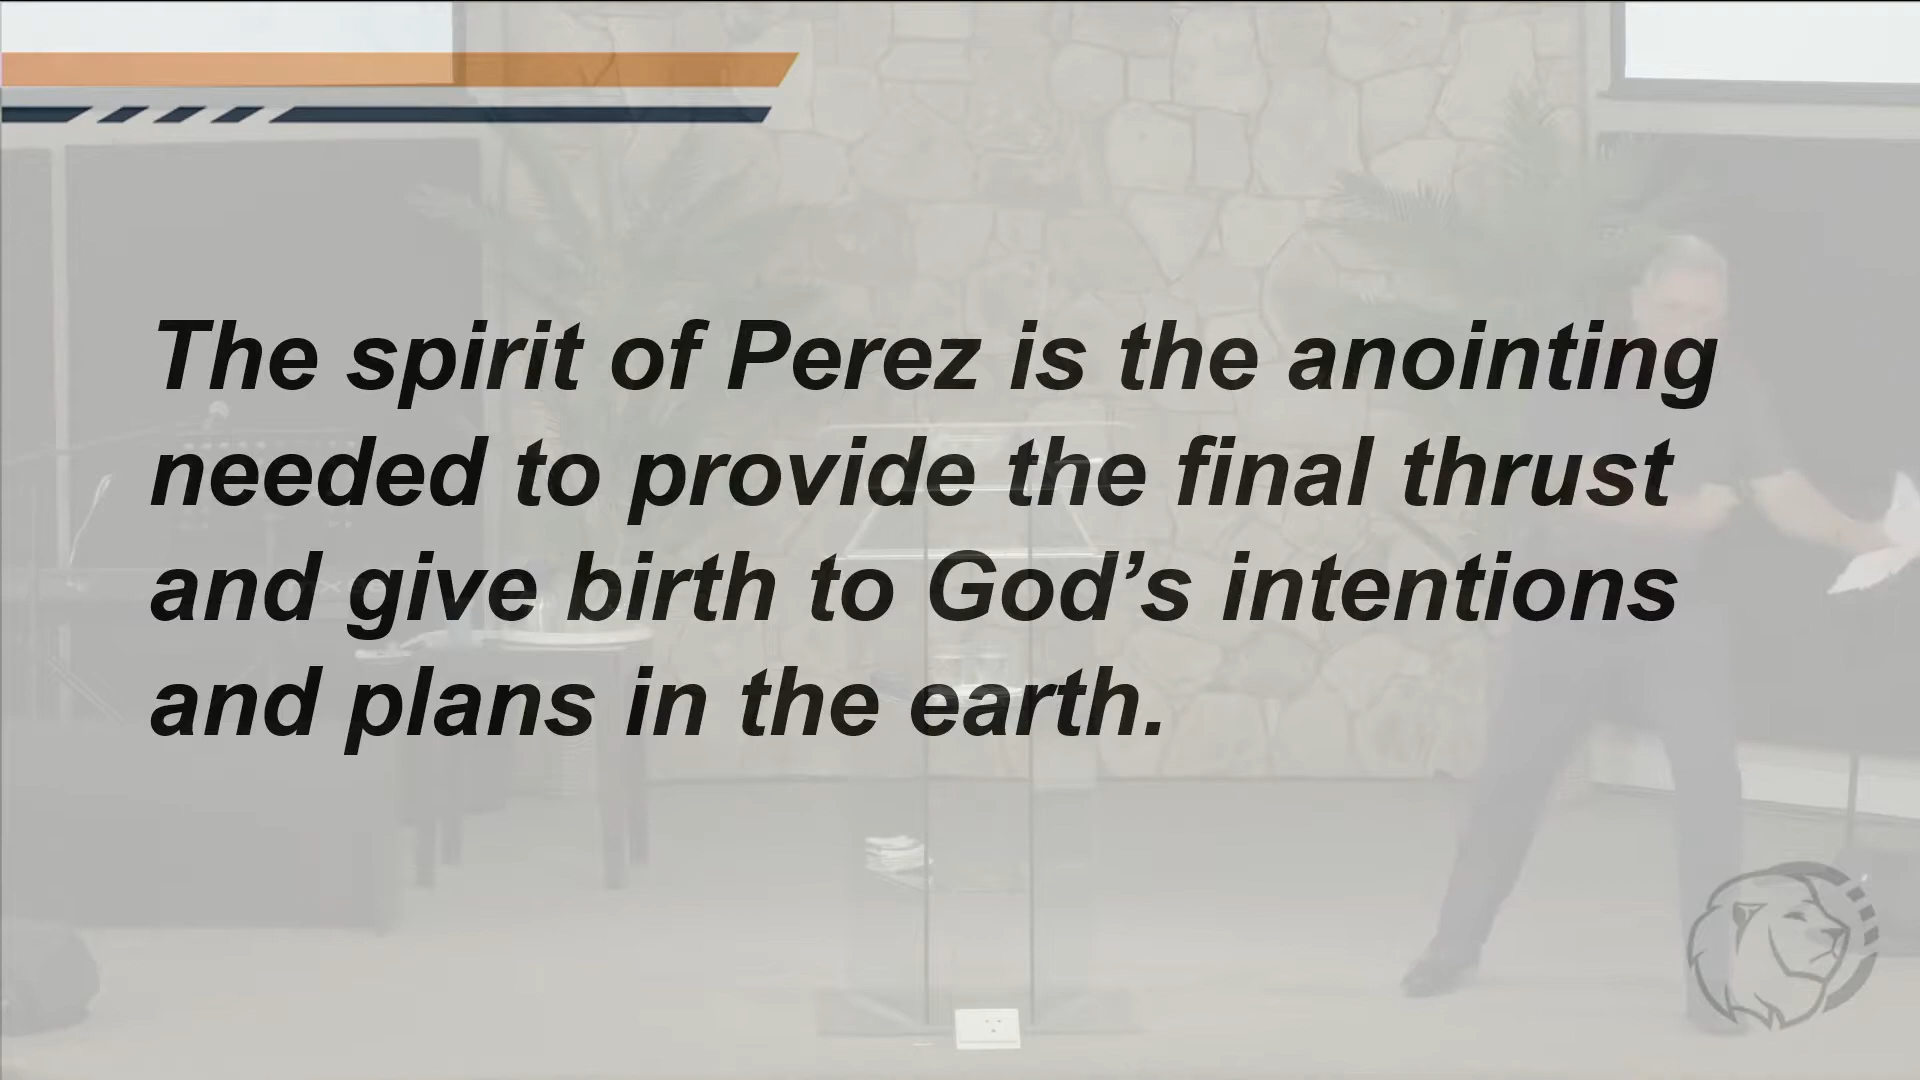 The spirit of Perez is the anointing
needed to provide the final thrust
and give birth to God’s intentions
and plans in the earth.